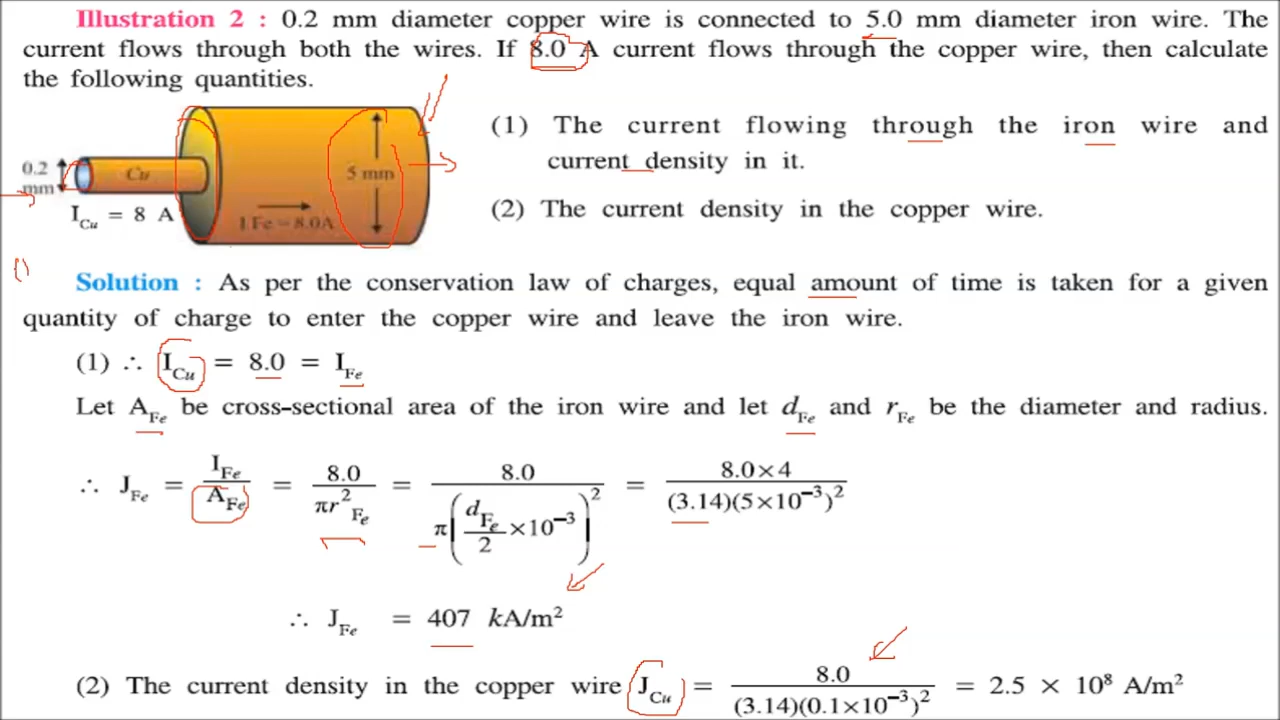 Illustration 2 : 0.2 mm diameter copper wire is connected to 5.0 mm diameter iron wire. The
current flows through both the wires. If 8.0 A current flows through the copper wire, then calculate
the following quantities.
0.2
mm
Cu
5 mm
I Fe = 8.0A
I_Cu = 8 A
(1) The current flowing through the iron wire and
current density in it.
(2) The current density in the copper wire.
(1)
Solution : As per the conservation law of charges, equal amount of time is taken for a given
quantity of charge to enter the copper wire and leave the iron wire.
(1) ∴ I_Cu = 8.0 = I_Fe
Let A_Fe be cross-sectional area of the iron wire and let d_Fe and r_Fe be the diameter and radius.
∴ J_Fe = I_Fe / A_Fe = 8.0 / πr²_Fe = 8.0 / π(d_Fe/2 ×10⁻³)² = 8.0×4 / (3.14)(5×10⁻³)²
∴ J_Fe = 407 kA/m²
(2) The current density in the copper wire J_Cu = 8.0 / (3.14)(0.1×10⁻³)² = 2.5 × 10⁸ A/m²